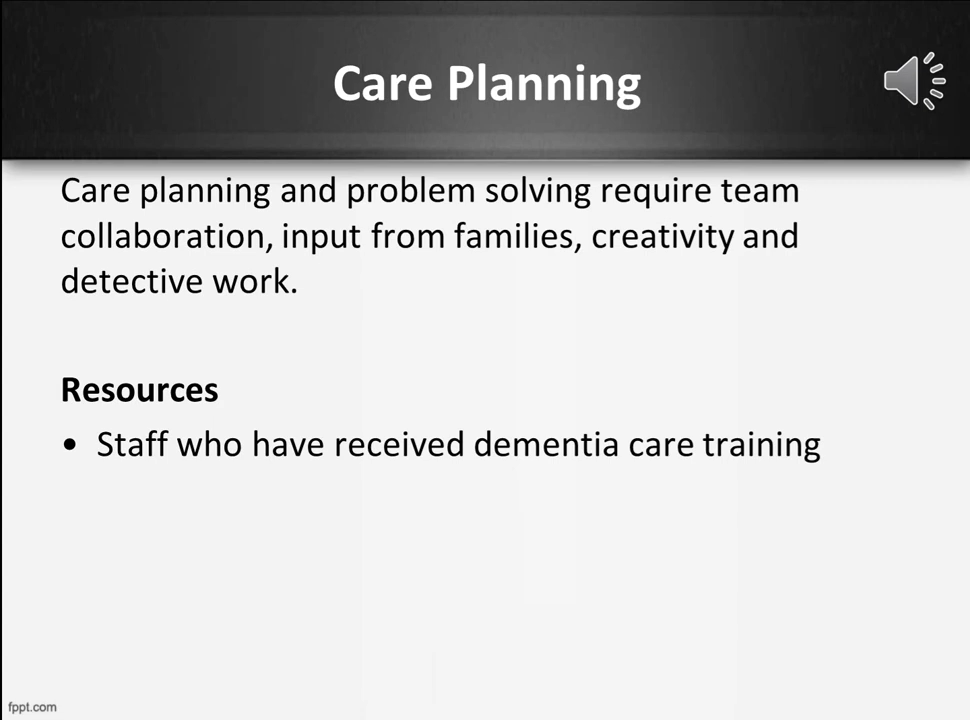 Care Planning
Care planning and problem solving require team
collaboration, input from families, creativity and
detective work.
Resources
• Staff who have received dementia care training
fppt.com